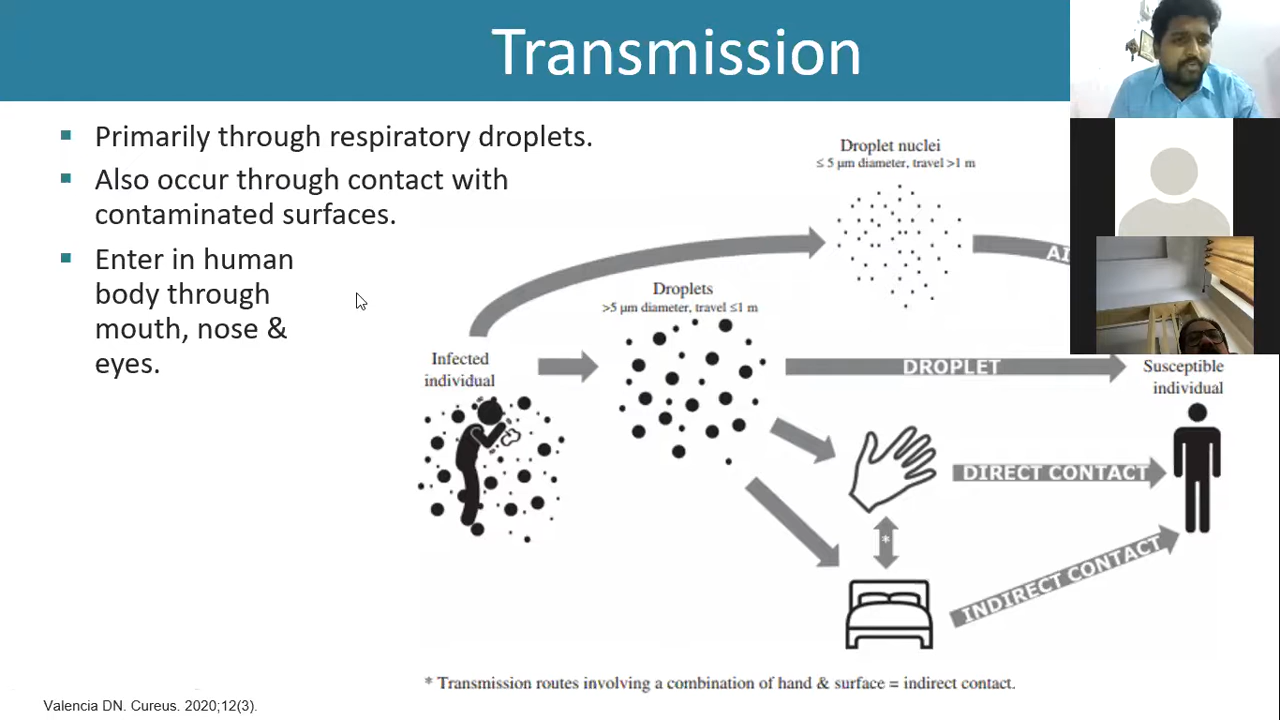 Transmission
Primarily through respiratory droplets.
Also occur through contact with
contaminated surfaces.
Enter in human
body through
mouth, nose &
eyes.
Droplet nuclei
≤ 5 µm diameter, travel >1 m
Droplets
>5 µm diameter, travel ≤1 m
Infected
individual
DROPLET
Susceptible
individual
DIRECT CONTACT
*
INDIRECT CONTACT
* Transmission routes involving a combination of hand & surface = indirect contact.
Valencia DN. Cureus. 2020;12(3).